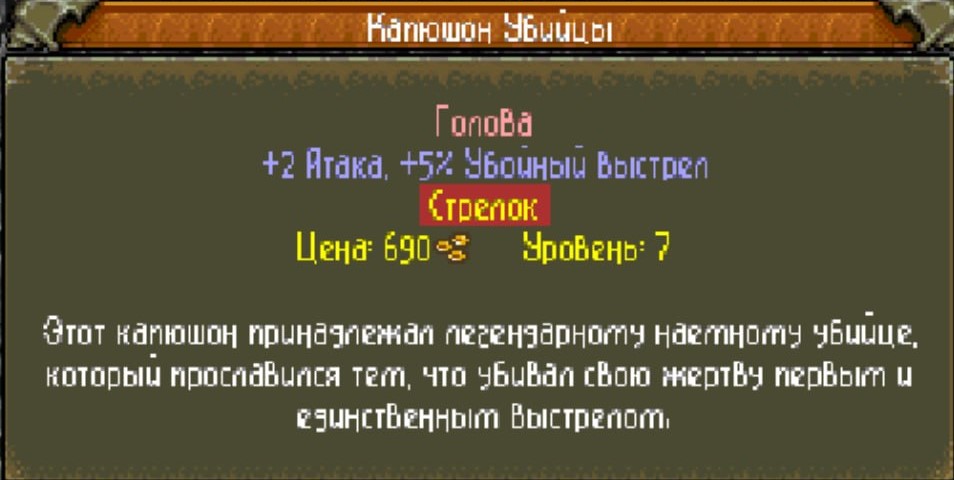 Капюшон Убийцы
Голова
+2 Атака, +5% Убойный выстрел
Стрелок
Цена: 690 Уровень: 7
Этот капюшон принадлежал легендарному наемному убийце,
который прославился тем, что убивал свою жертву первым и
единственным выстрелом.